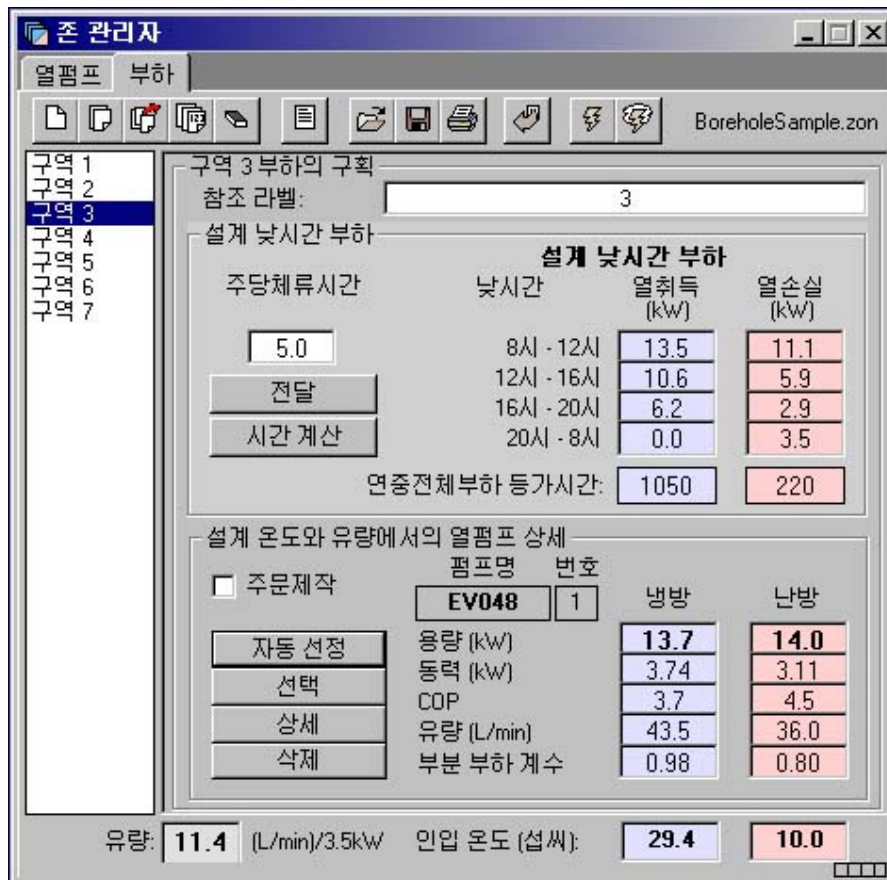 존 관리자
열펌프 부하
BoreholeSample.zon
구역 1
구역 2
구역 3
구역 4
구역 5
구역 6
구역 7
구역 3 부하의 구획
참조 라벨: 3
설계 낮시간 부하
설계 낮시간 부하
주당체류시간 낮시간 열취득 열손실
(kW) (kW)
5.0 8시 - 12시 13.5 11.1
전달 12시 - 16시 10.6 5.9
16시 - 20시 6.2 2.9
시간 계산 20시 - 8시 0.0 3.5
연중전체부하 등가시간: 1050 220
설계 온도와 유량에서의 열펌프 상세
펌프명 번호
주문제작 EV048 1 냉방 난방
자동 선정 용량 (kW) 13.7 14.0
선택 동력 (kW) 3.74 3.11
COP 3.7 4.5
상세 유량 (L/min) 43.5 36.0
삭제 부분 부하 계수 0.98 0.80
유량: 11.4 (L/min)/3.5kW 인입 온도 (섭씨): 29.4 10.0